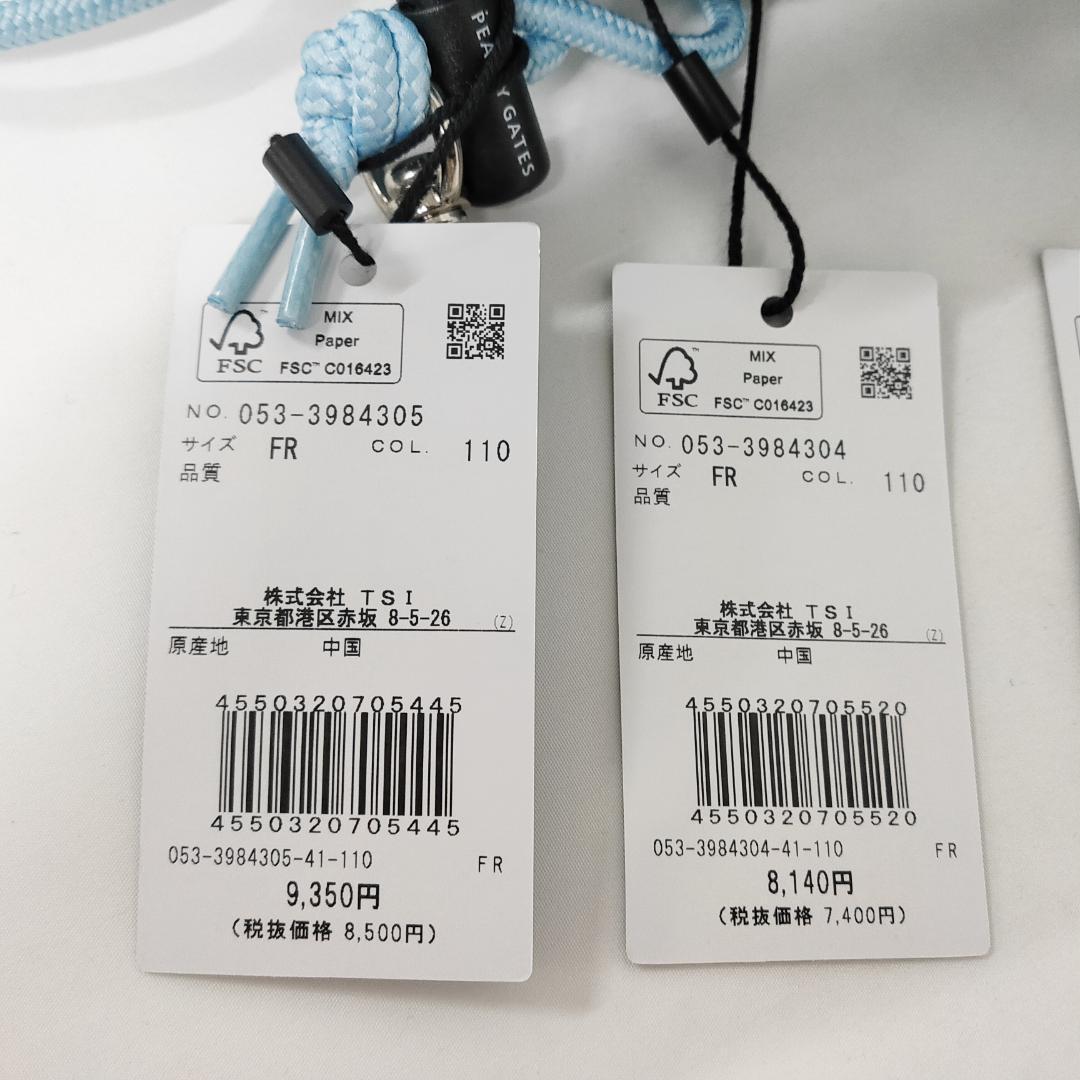 PEARLY GATES
MIX
Paper
FSC™ C016423
FSC
NO. 053-3984305
サイズ FR COL. 110
品質
株式会社 TSI
東京都港区赤坂 8-5-26 (Z)
原産地 中国
4550320705445
4550320705445
053-3984305-41-110 FR
9,350円
(税抜価格 8,500円)
MIX
Paper
FSC™ C016423
FSC
NO. 053-3984304
サイズ FR COL. 110
品質
株式会社 TSI
東京都港区赤坂 8-5-26 (Z)
原産地 中国
4550320705520
4550320705520
053-3984304-41-110 FR
8,140円
(税抜価格 7,400円)